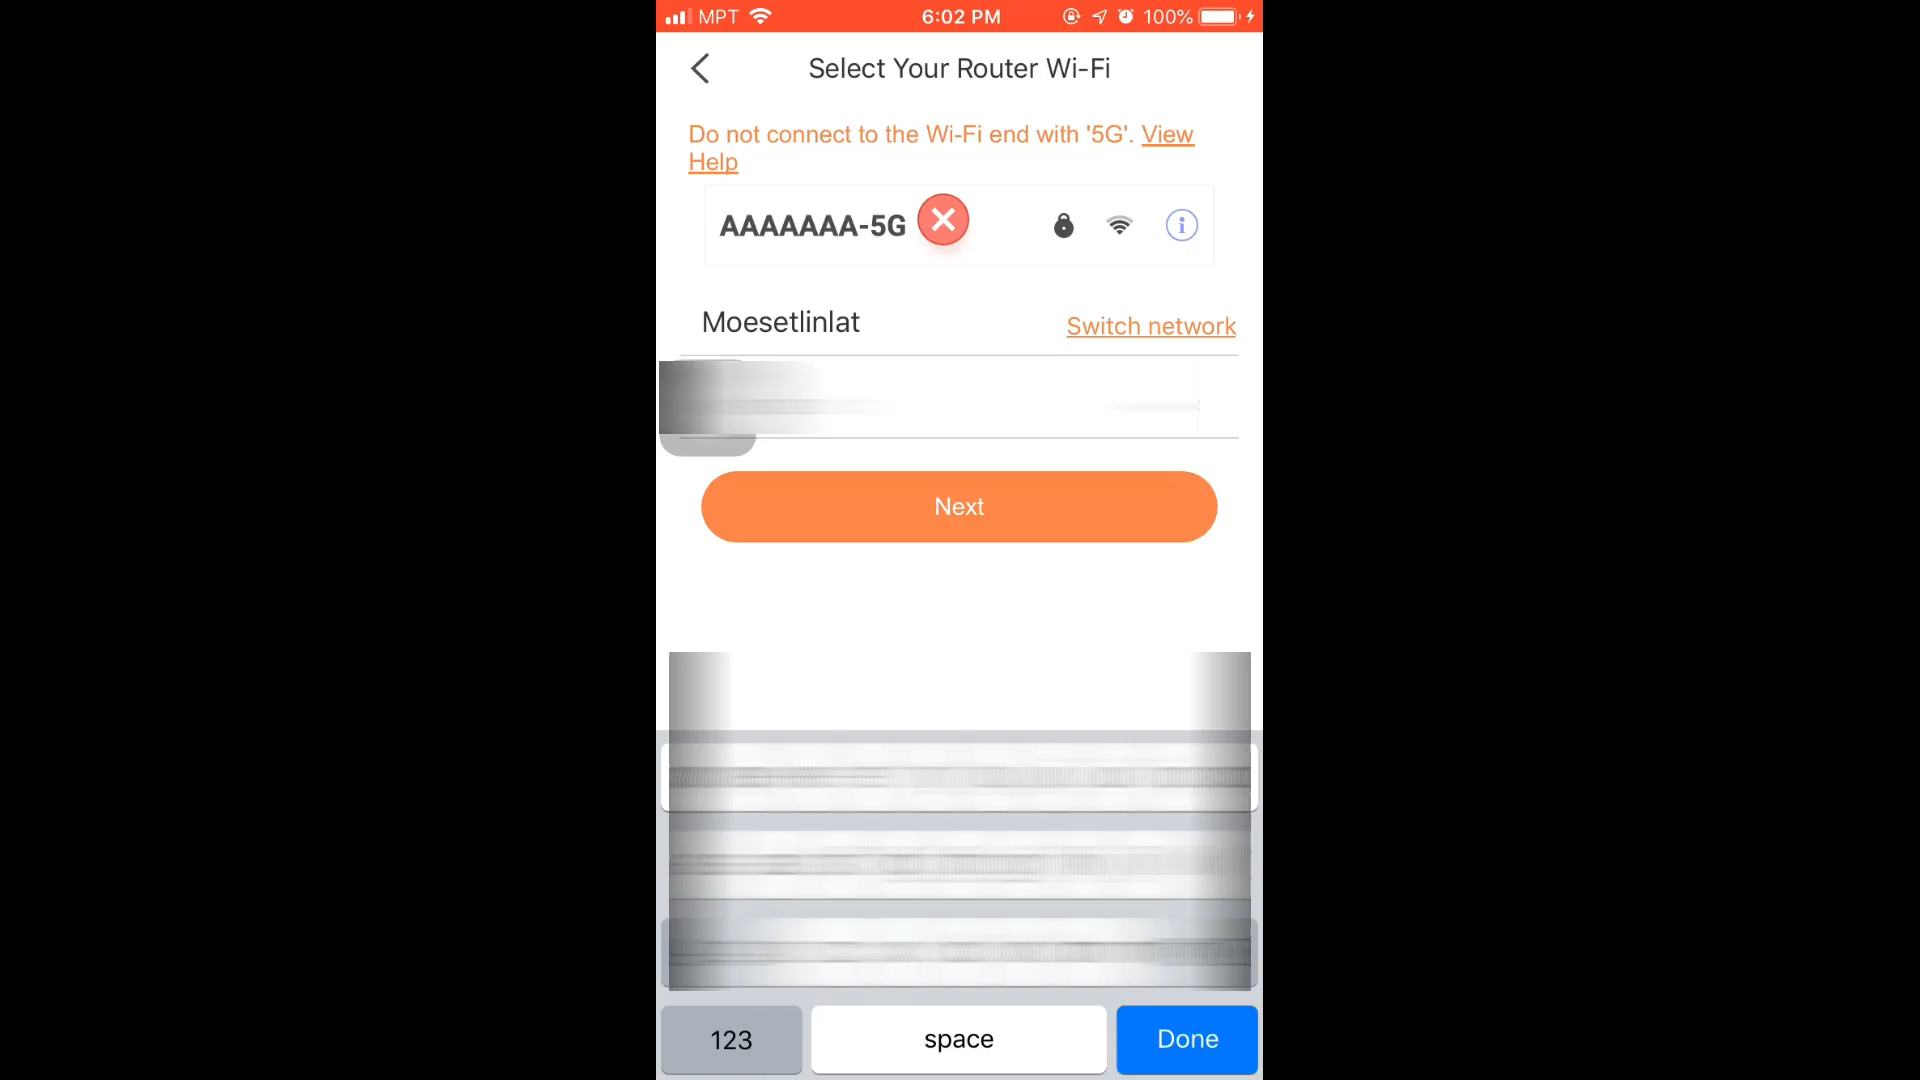 MPT 6:02 PM 100%
Select Your Router Wi-Fi
Do not connect to the Wi-Fi end with '5G'. View
Help
AAAAAAA-5G
Moesetlinlat Switch network
Next
123 space Done